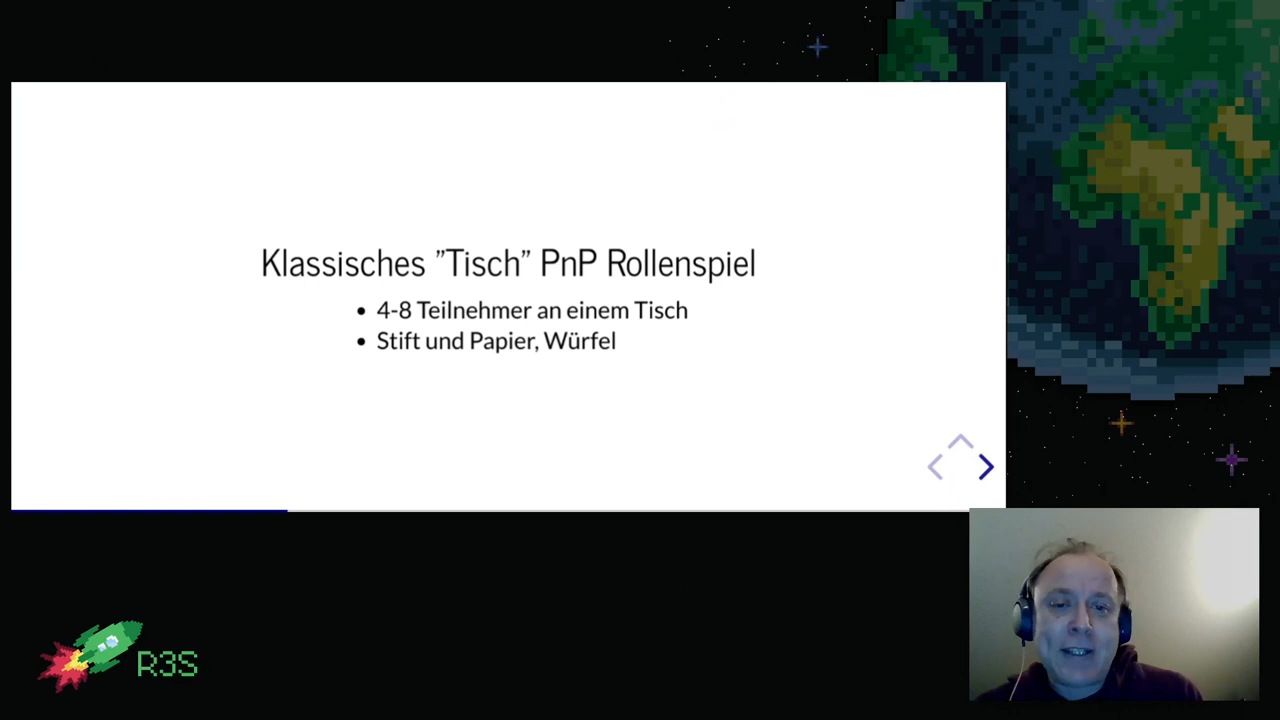 Klassisches ”Tisch” PnP Rollenspiel
• 4-8 Teilnehmer an einem Tisch
• Stift und Papier, Würfel
R3S